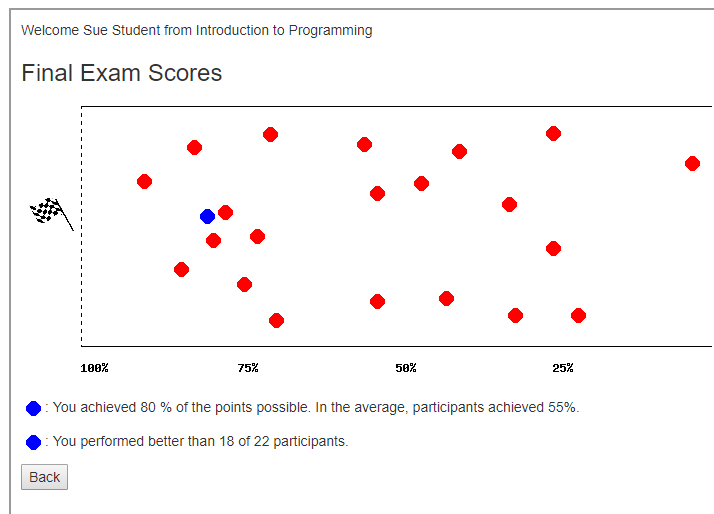 Welcome Sue Student from Introduction to Programming
Final Exam Scores
100% 75% 50% 25%
: You achieved 80 % of the points possible. In the average, participants achieved 55%.
: You performed better than 18 of 22 participants.
Back